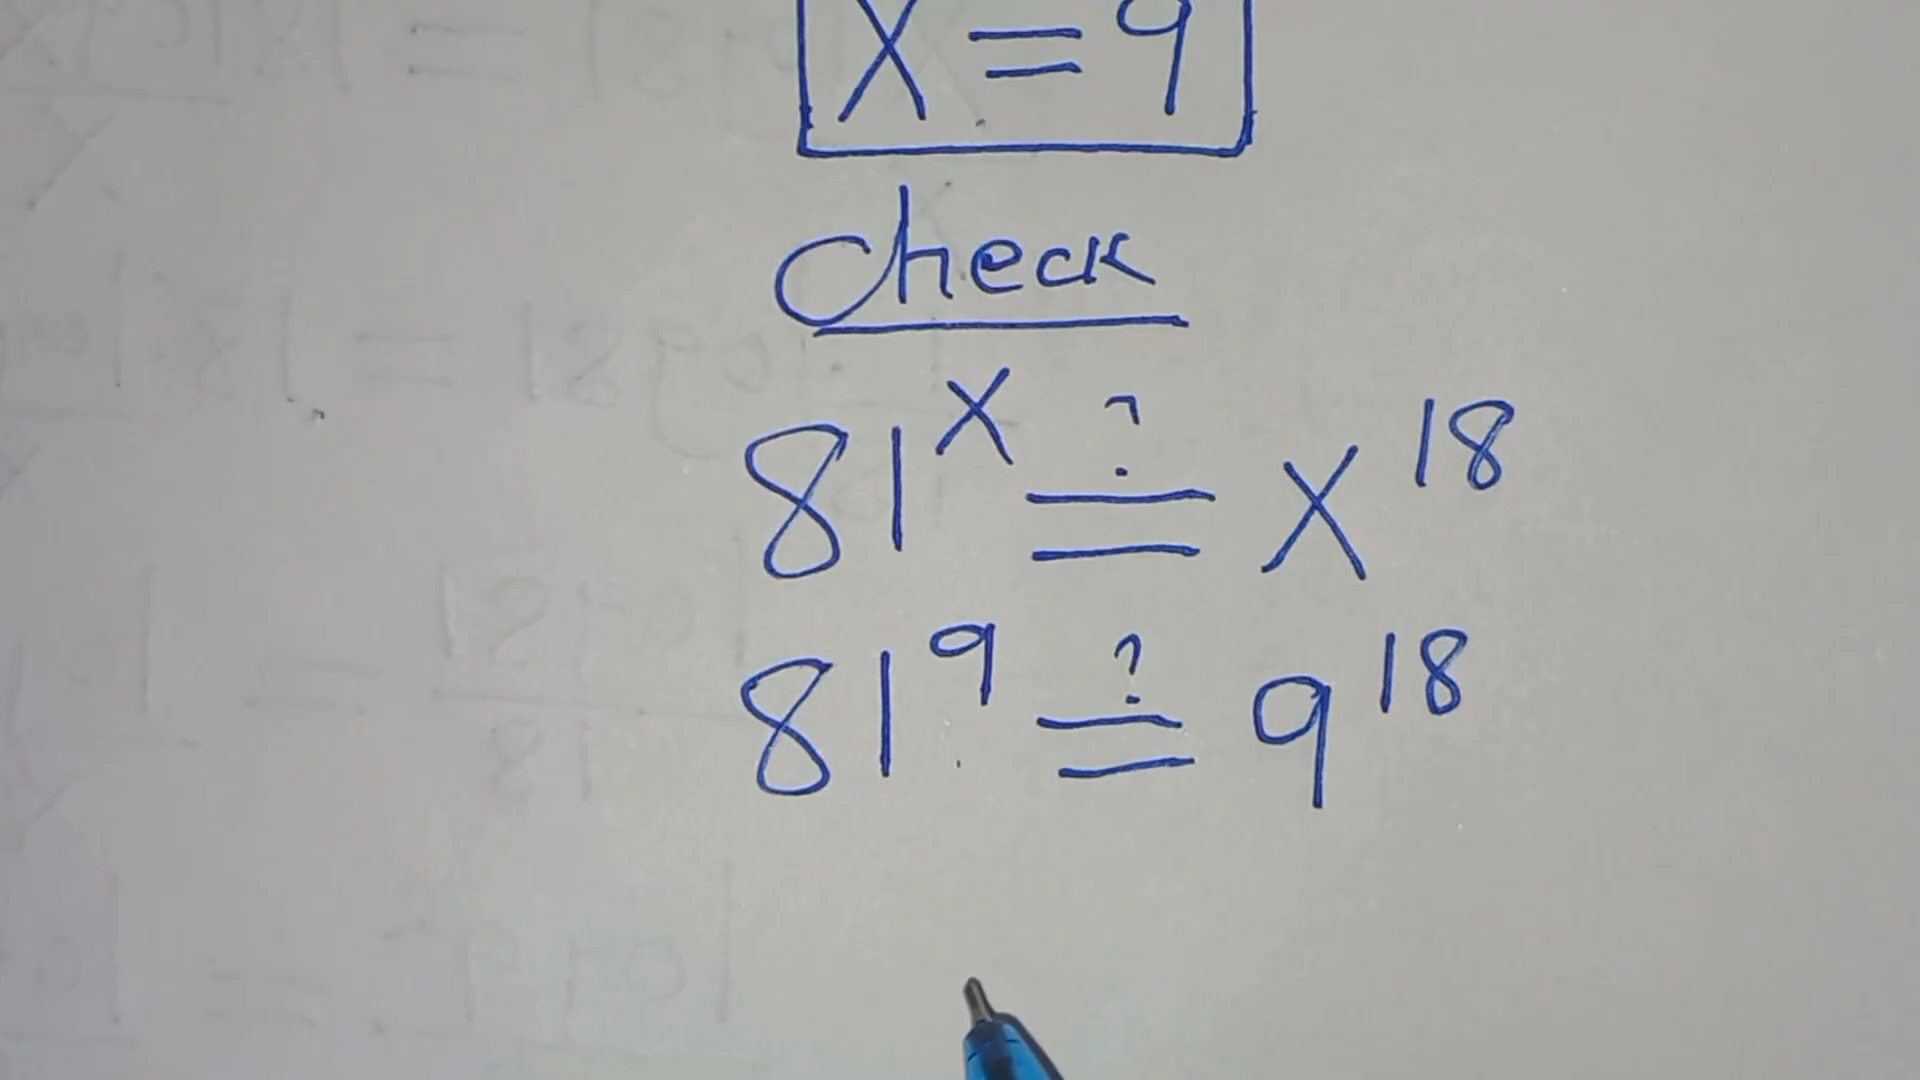 X = 9
Check
81^X ?= X^18
81^9 ?= 9^18